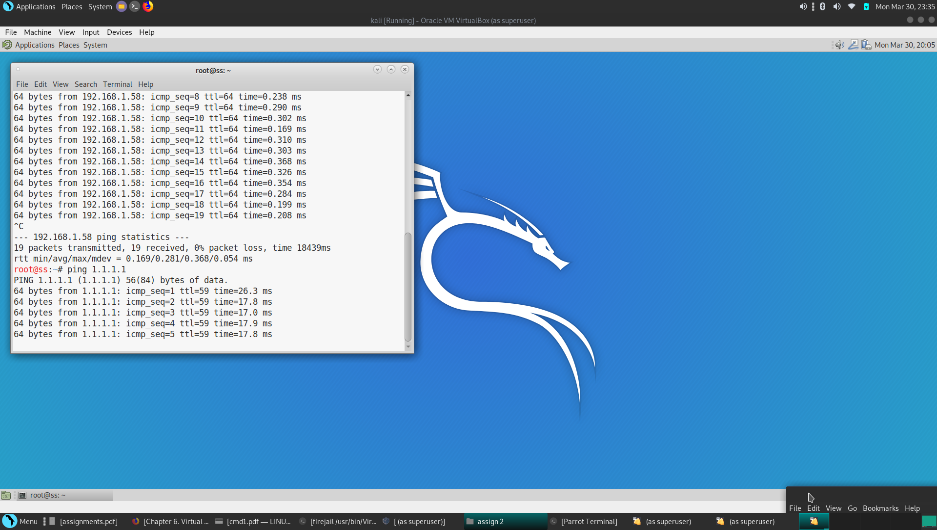 Applications Places System Mon Mar 30, 23:35
kali [Running] - Oracle VM VirtualBox (as superuser)
File Machine View Input Devices Help
Applications Places System Mon Mar 30, 20:05
root@ss: ~
File Edit View Search Terminal Help
64 bytes from 192.168.1.58: icmp_seq=8 ttl=64 time=0.238 ms
64 bytes from 192.168.1.58: icmp_seq=9 ttl=64 time=0.290 ms
64 bytes from 192.168.1.58: icmp_seq=10 ttl=64 time=0.302 ms
64 bytes from 192.168.1.58: icmp_seq=11 ttl=64 time=0.169 ms
64 bytes from 192.168.1.58: icmp_seq=12 ttl=64 time=0.310 ms
64 bytes from 192.168.1.58: icmp_seq=13 ttl=64 time=0.303 ms
64 bytes from 192.168.1.58: icmp_seq=14 ttl=64 time=0.368 ms
64 bytes from 192.168.1.58: icmp_seq=15 ttl=64 time=0.326 ms
64 bytes from 192.168.1.58: icmp_seq=16 ttl=64 time=0.354 ms
64 bytes from 192.168.1.58: icmp_seq=17 ttl=64 time=0.284 ms
64 bytes from 192.168.1.58: icmp_seq=18 ttl=64 time=0.199 ms
64 bytes from 192.168.1.58: icmp_seq=19 ttl=64 time=0.208 ms
^C
--- 192.168.1.58 ping statistics ---
19 packets transmitted, 19 received, 0% packet loss, time 18439ms
rtt min/avg/max/mdev = 0.169/0.281/0.368/0.054 ms
root@ss:~# ping 1.1.1.1
PING 1.1.1.1 (1.1.1.1) 56(84) bytes of data.
64 bytes from 1.1.1.1: icmp_seq=1 ttl=59 time=26.3 ms
64 bytes from 1.1.1.1: icmp_seq=2 ttl=59 time=17.8 ms
64 bytes from 1.1.1.1: icmp_seq=3 ttl=59 time=17.0 ms
64 bytes from 1.1.1.1: icmp_seq=4 ttl=59 time=17.9 ms
64 bytes from 1.1.1.1: icmp_seq=5 ttl=59 time=17.8 ms
root@ss: ~
File Edit View Go Bookmarks Help
Menu [assignments.pcf] [Chapter 6. Virtual ... [cmd1.pdf — LINU... [firejail /usr/bin/Vir... [ (as superuser)] assign 2 [Parrot Terminal] (as superuser) (as superuser)